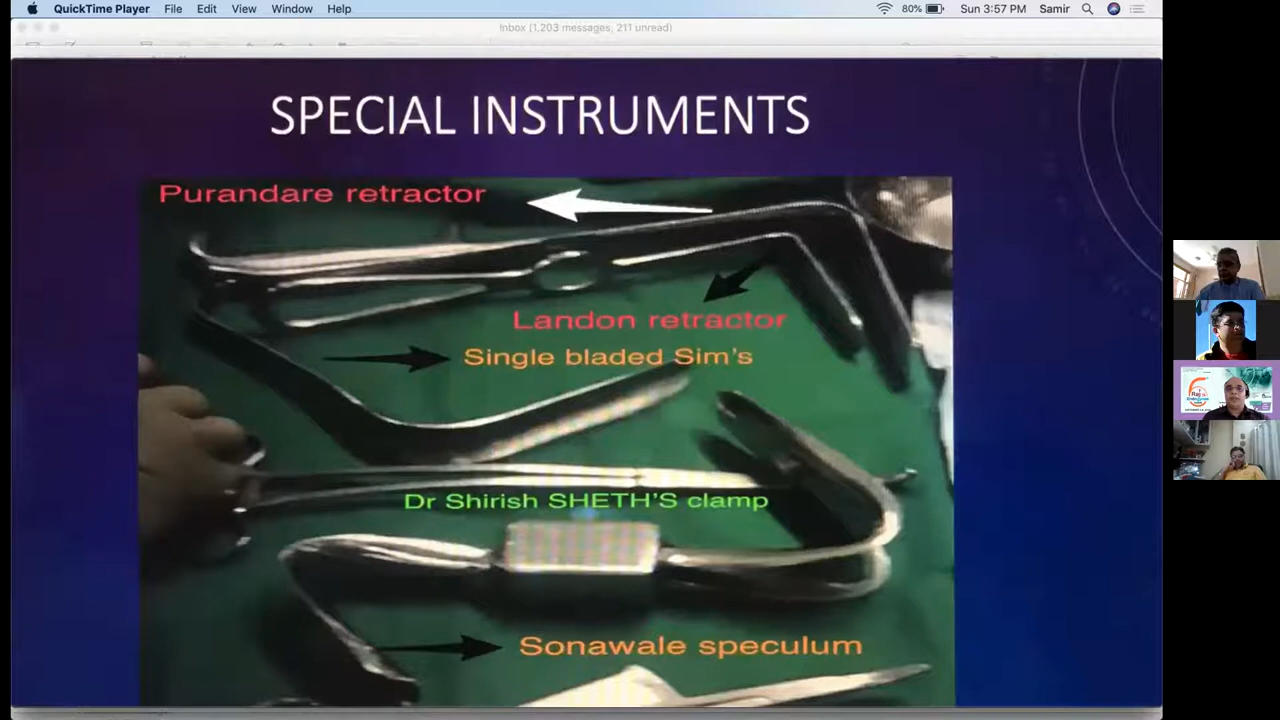 QuickTime Player File Edit View Window Help 80% Sun 3:57 PM Samir
Inbox (1,203 messages, 211 unread)
SPECIAL INSTRUMENTS
Purandare retractor
Landon retractor
Single bladed Sim's
Dr Shirish SHETH'S clamp
Sonawale speculum